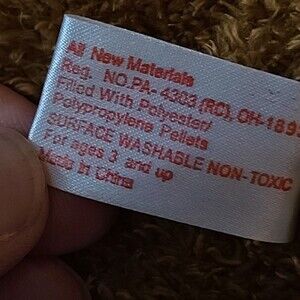 All New Materials
Reg. NO.PA- 4303 (RC), OH-189
Filled With Polyester/
Polypropylene Pellets
SURFACE WASHABLE NON-TOXIC
For ages 3 and up
Made in China